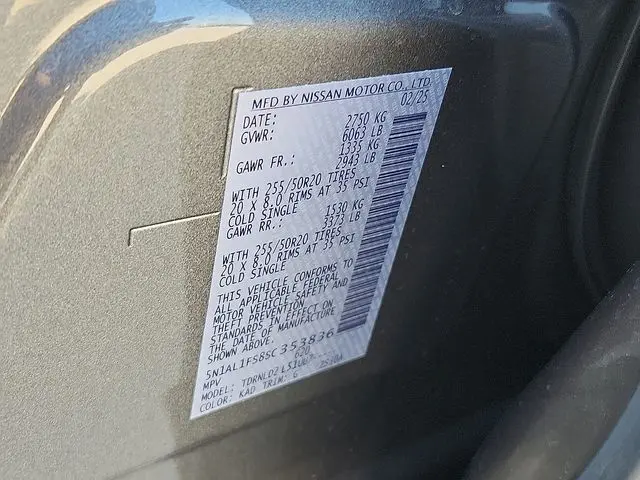 MFD BY NISSAN MOTOR CO., LTD.
DATE: 02/25
GVWR: 2750 KG
6063 LB
GAWR FR.: 1335 KG
2943 LB
WITH 255/50R20 TIRES
20 X 8.0 RIMS AT 35 PSI
COLD SINGLE
GAWR RR.: 1530 KG
3373 LB
WITH 255/50R20 TIRES
20 X 8.0 RIMS AT 35 PSI
COLD SINGLE
THIS VEHICLE CONFORMS TO
ALL APPLICABLE FEDERAL
MOTOR VEHICLE SAFETY AND
THEFT PREVENTION
STANDARDS IN EFFECT ON
THE DATE OF MANUFACTURE
SHOWN ABOVE.
5N1AL1FS8SC353836
MPV 620
MODEL: TDRNLD2L51UU7
COLOR: KAD TRIM: G